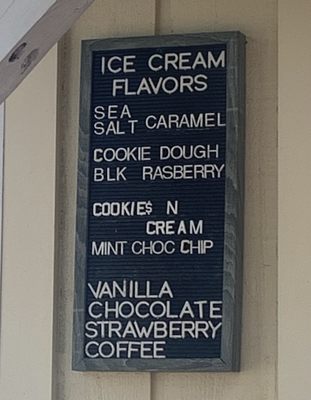 ICE CREAM
FLAVORS
SEA
SALT CARAMEL
COOKIE DOUGH
BLK RASBERRY
COOKIE$ N
CREAM
MINT CHOC CHIP
VANILLA
CHOCOLATE
STRAWBERRY
COFFEE